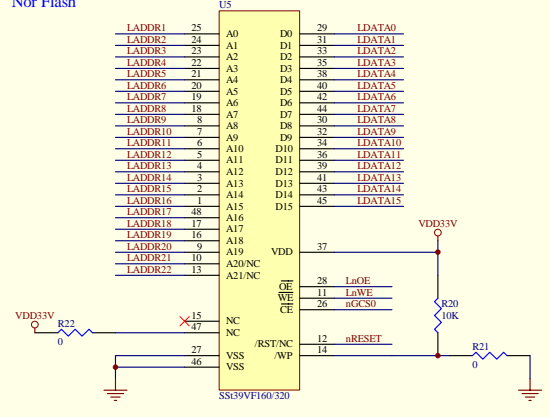 Nor Flash
U5
LADDR1 25 A0 D0 29 LDATA0
LADDR2 24 A1 D1 31 LDATA1
LADDR3 23 A2 D2 33 LDATA2
LADDR4 22 A3 D3 35 LDATA3
LADDR5 21 A4 D4 38 LDATA4
LADDR6 20 A5 D5 40 LDATA5
LADDR7 19 A6 D6 42 LDATA6
LADDR8 18 A7 D7 44 LDATA7
LADDR9 8 A8 D8 30 LDATA8
LADDR10 7 A9 D9 32 LDATA9
LADDR11 6 A10 D10 34 LDATA10
LADDR12 5 A11 D11 36 LDATA11
LADDR13 4 A12 D12 39 LDATA12
LADDR14 3 A13 D13 41 LDATA13
LADDR15 2 A14 D14 43 LDATA14
LADDR16 1 A15 D15 45 LDATA15
LADDR17 48 A16
LADDR18 17 A17
LADDR19 16 A18
LADDR20 9 A19 VDD 37 VDD33V
LADDR21 10 A20/NC
LADDR22 13 A21/NC
OE 28 LnOE
WE 11 LnWE
CE 26 nGCS0
R20
10K
15 NC
VDD33V R22 0 47 NC
/RST/NC 12 nRESET
27 VSS /WP 14 R21 0
46 VSS
SSt39VF160/320